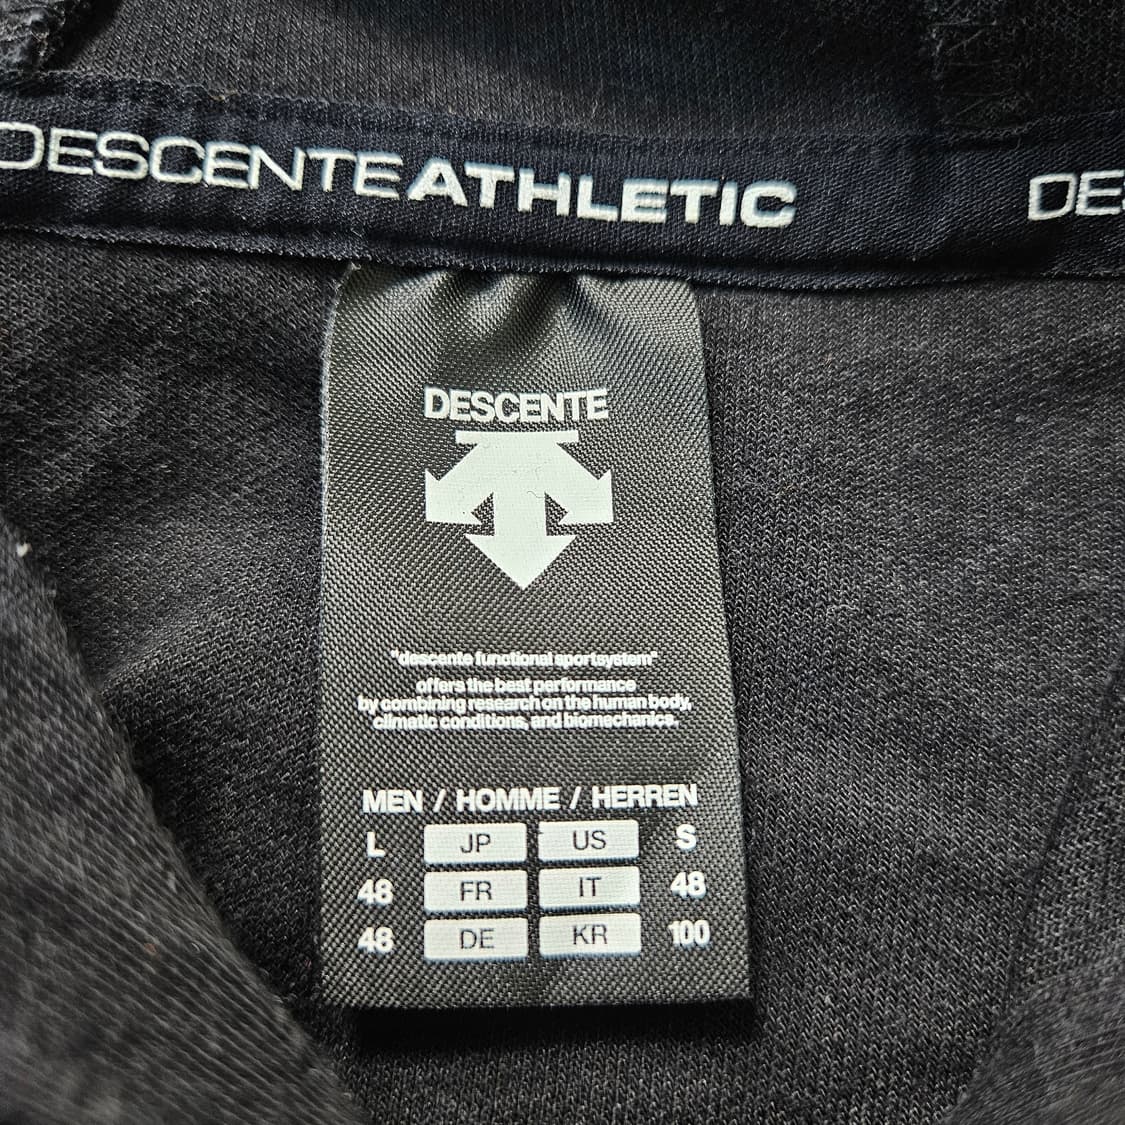 DESCENTEATHLETIC DES
DESCENTE
"descente functional sportsystem"
offers the best performance
by combining research on the human body,
climatic conditions, and biomechanics.
MEN / HOMME / HERREN
L JP US S
48 FR IT 48
48 DE KR 100